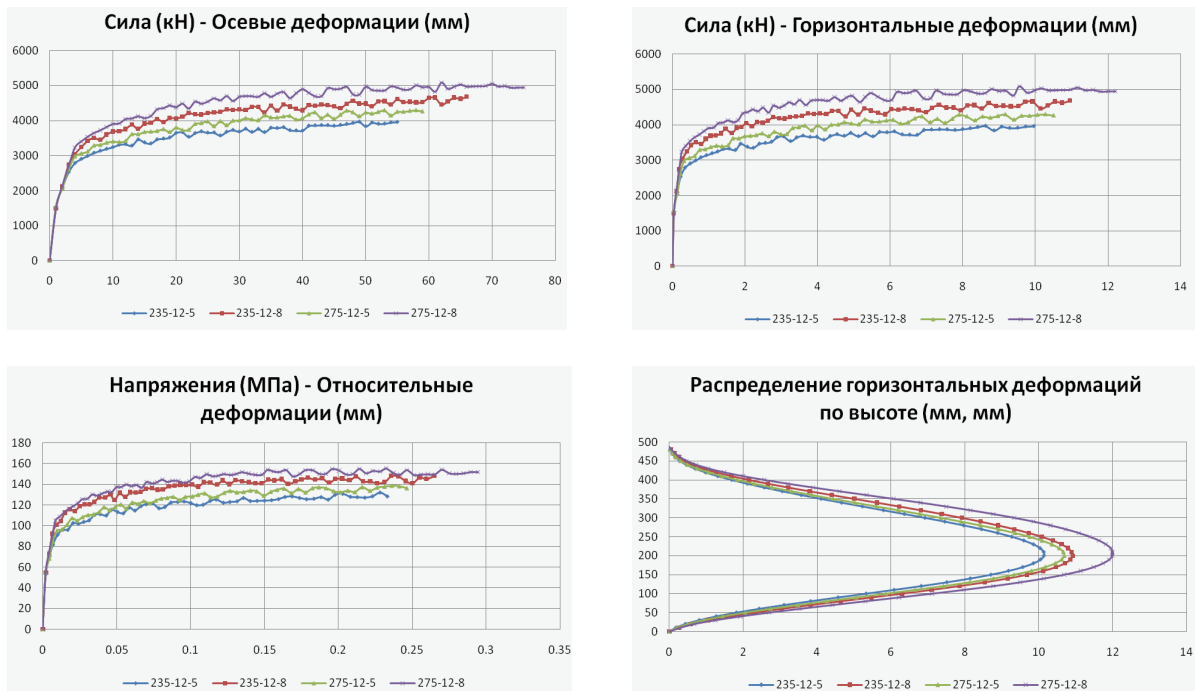 Сила (кН) - Осевые деформации (мм)
6000
5000
4000
3000
2000
1000
0
0 10 20 30 40 50 60 70 80
235-12-5 235-12-8 275-12-5 275-12-8
Сила (кН) - Горизонтальные деформации (мм)
6000
5000
4000
3000
2000
1000
0
0 2 4 6 8 10 12 14
235-12-5 235-12-8 275-12-5 275-12-8
Напряжения (МПа) - Относительные
деформации (мм)
180
160
140
120
100
80
60
40
20
0
0 0.05 0.1 0.15 0.2 0.25 0.3 0.35
235-12-5 235-12-8 275-12-5 275-12-8
Распределение горизонтальных деформаций
по высоте (мм, мм)
500
450
400
350
300
250
200
150
100
50
0
0 2 4 6 8 10 12 14
235-12-5 235-12-8 275-12-5 275-12-8